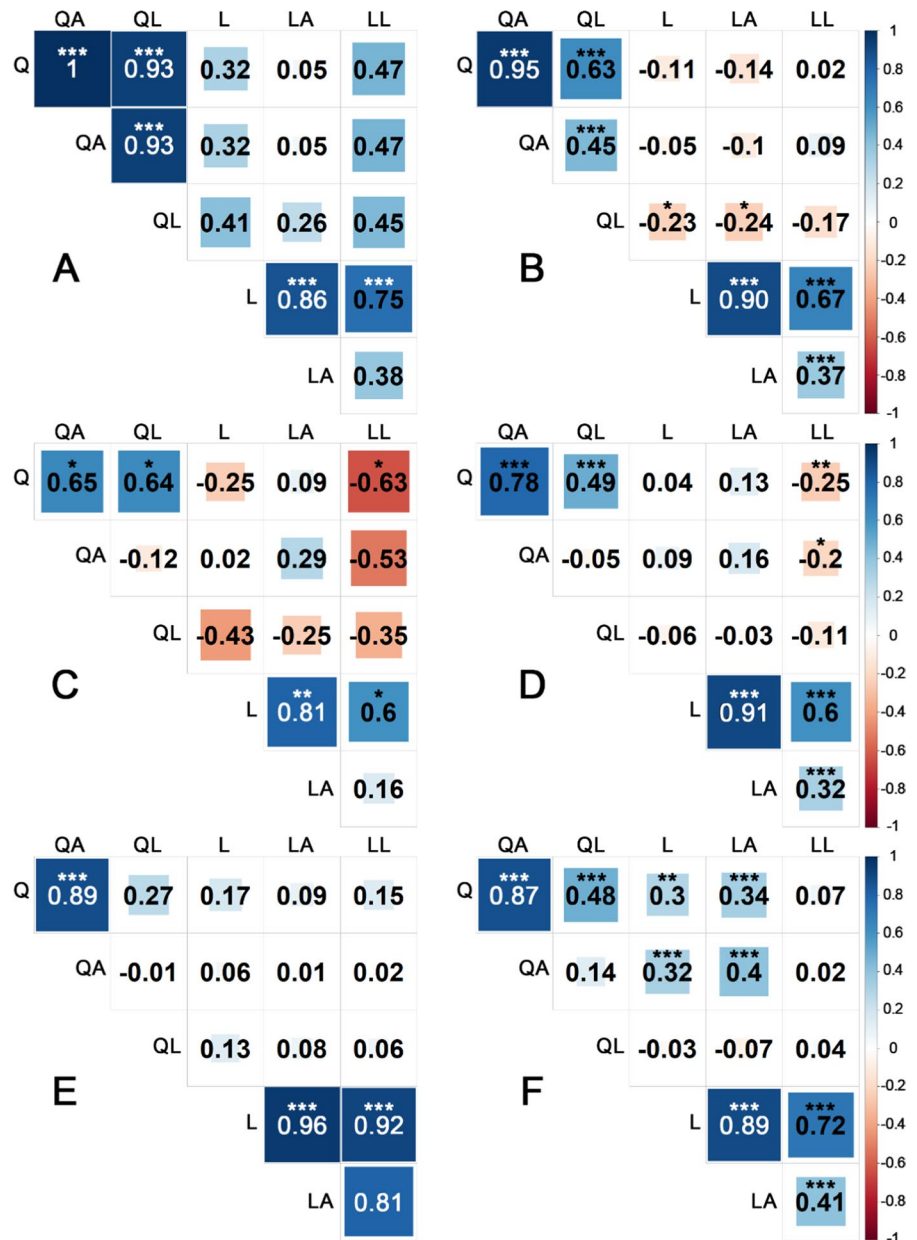 QA QL L LA LL QA QL L LA LL
*** *** *** *** 1
Q 1 0.93 0.32 0.05 0.47 0.95 0.63 -0.11 -0.14 0.02 0.8
*** *** 0.6
QA 0.93 0.32 0.05 0.47 QA 0.45 -0.05 -0.1 0.09 0.4
* * 0.2
QL 0.41 0.26 0.45 QL -0.23 -0.24 -0.17 0
A B -0.2
*** *** *** *** -0.4
L 0.86 0.75 L 0.90 0.67 -0.6
*** -0.8
LA 0.38 LA 0.37 -1
QA QL L LA LL QA QL L LA LL
* * * *** *** ** 1
Q 0.65 0.64 -0.25 0.09 -0.63 0.78 0.49 0.04 0.13 -0.25 0.8
* 0.6
QA -0.12 0.02 0.29 -0.53 QA -0.05 0.09 0.16 -0.2 0.4
0.2
QL -0.43 -0.25 -0.35 QL -0.06 -0.03 -0.11 0
C D -0.2
** * *** *** -0.4
L 0.81 0.6 L 0.91 0.6 -0.6
*** -0.8
LA 0.16 LA 0.32 -1
QA QL L LA LL QA QL L LA LL
*** *** *** ** *** 1
Q 0.89 0.27 0.17 0.09 0.15 0.87 0.48 0.3 0.34 0.07 0.8
*** *** 0.6
QA -0.01 0.06 0.01 0.02 QA 0.14 0.32 0.4 0.02 0.4
0.2
QL 0.13 0.08 0.06 QL -0.03 -0.07 0.04 0
E F -0.2
*** *** *** *** -0.4
L 0.96 0.92 L 0.89 0.72 -0.6
*** -0.8
LA 0.81 LA 0.41 -1